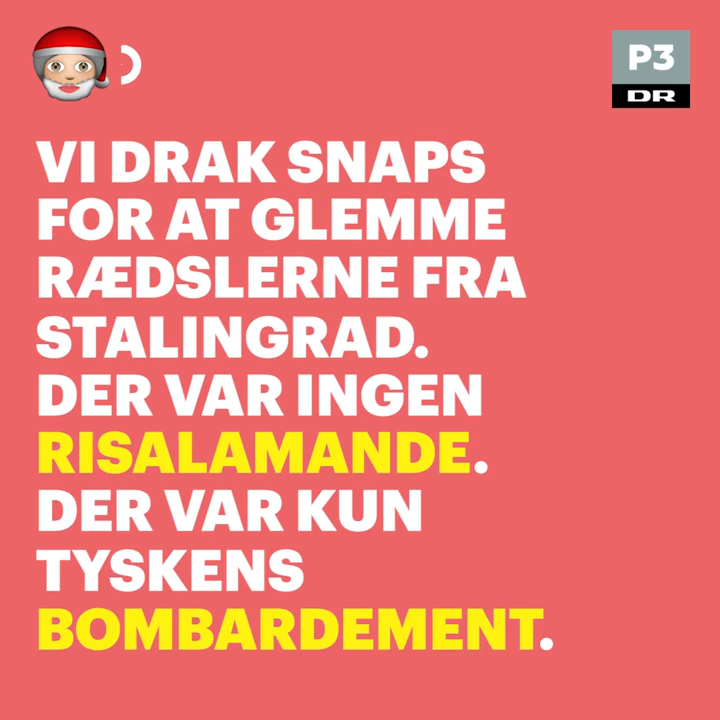 P3
DR
VI DRAK SNAPS
FOR AT GLEMME
RÆDSLERNE FRA
STALINGRAD.
DER VAR INGEN
RISALAMANDE.
DER VAR KUN
TYSKENS
BOMBARDEMENT.